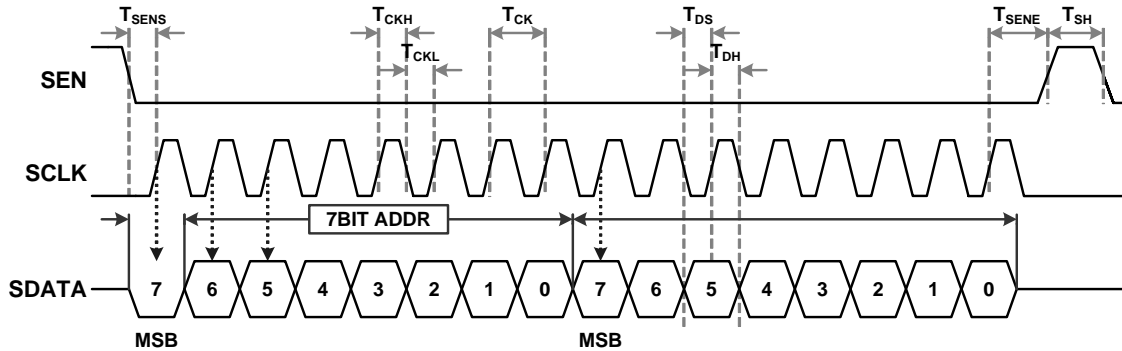 TSENS TCKH TCK TDS TSENE TSH
TCKL TDH
SEN
SCLK
7BIT ADDR
SDATA 7 6 5 4 3 2 1 0 7 6 5 4 3 2 1 0
MSB MSB